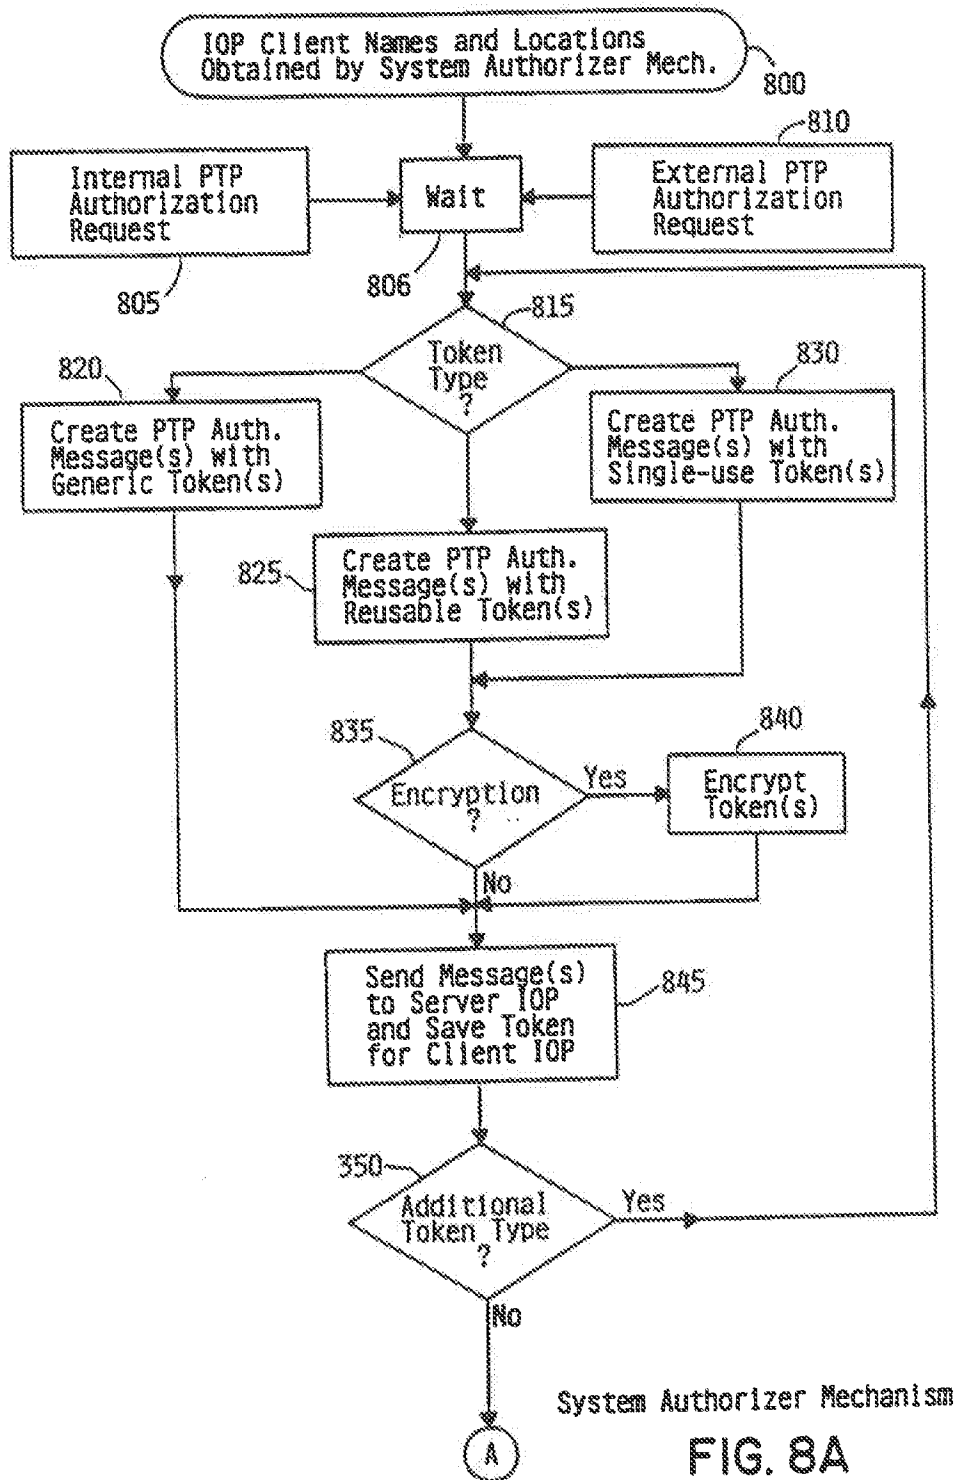 IOP Client Names and Locations
Obtained by System Authorizer Mech.
800
810
Internal PTP
Authorization
Request
Wait
External PTP
Authorization
Request
805
806
815
Token
Type
?
820
830
Create PTP Auth.
Message(s) with
Generic Token(s)
Create PTP Auth.
Message(s) with
Single-use Token(s)
825
Create PTP Auth.
Message(s) with
Reusable Token(s)
835
840
Encryption
?
Yes
Encrypt
Token(s)
No
Send Message(s)
to Server IOP
and Save Token
for Client IOP
845
350
Additional
Token Type
?
Yes
No
A
System Authorizer Mechanism
FIG. 8A